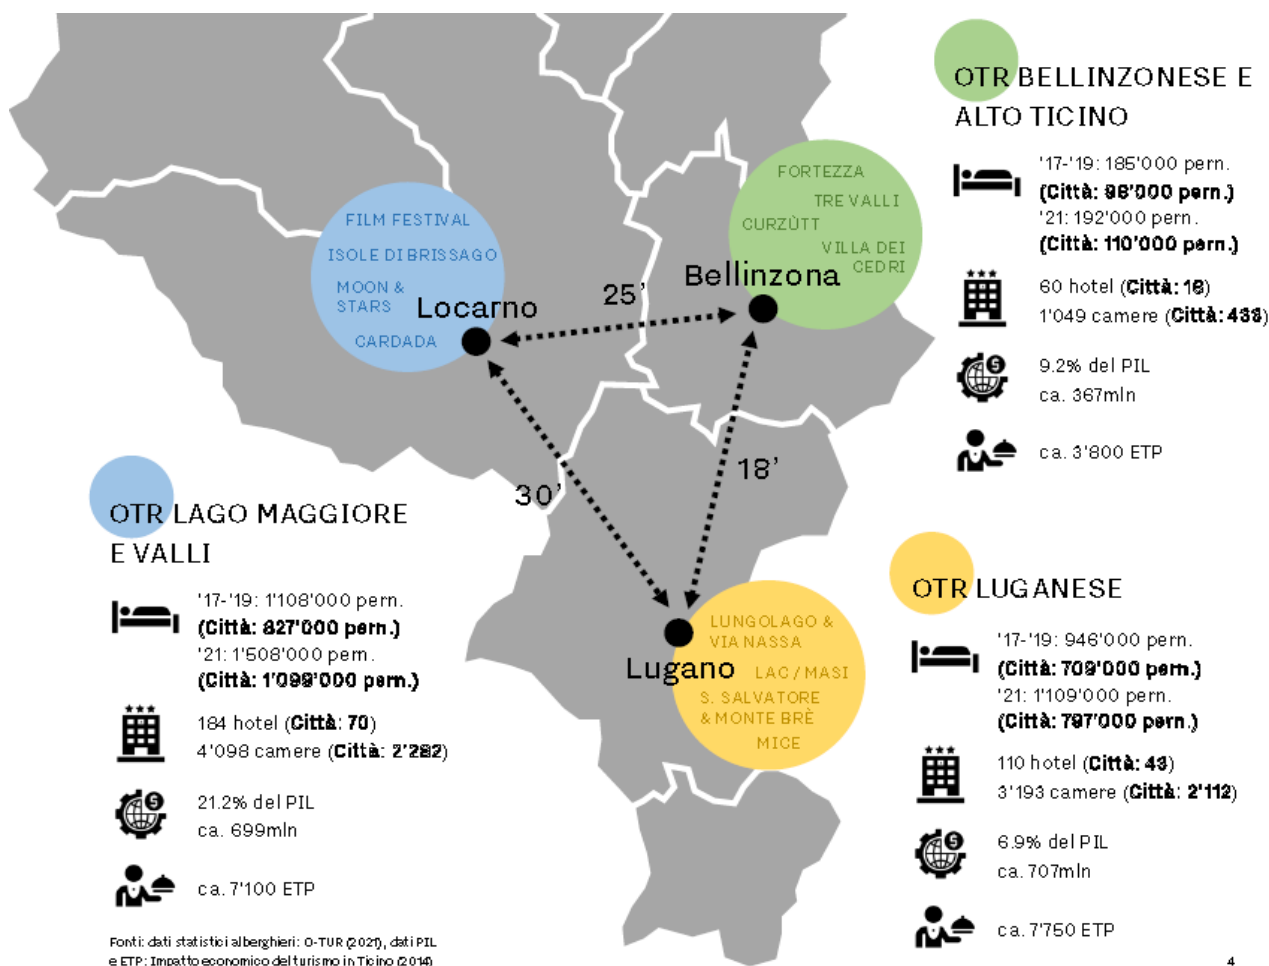 OTR BELLINZONESE E
ALTO TICINO
'17-'19: 185'000 pern.
(Città: 98'000 pern.)
'21: 192'000 pern.
(Città: 110'000 pern.)
60 hotel (Città: 18)
1'049 camere (Città: 433)
9.2% del PIL
ca. 367mln
ca. 3'800 ETP
FORTEZZA
TRE VALLI
CURZÙTT
VILLA DEI
CEDRI
Bellinzona
FILM FESTIVAL
ISOLE DI BRISSAGO
MOON &
STARS
CARDADA
Locarno
25'
18'
30'
OTR LAGO MAGGIORE
E VALLI
'17-'19: 1'108'000 pern.
(Città: 827'000 pern.)
'21: 1'508'000 pern.
(Città: 1'099'000 pern.)
184 hotel (Città: 70)
4'098 camere (Città: 2'282)
21.2% del PIL
ca. 699mln
ca. 7'100 ETP
LUNGOLAGO &
VIA NASSA
Lugano
LAC / MASI
S. SALVATORE
& MONTE BRÈ
MICE
OTR LUGANESE
'17-'19: 946'000 pern.
(Città: 709'000 pern.)
'21: 1'109'000 pern.
(Città: 797'000 pern.)
110 hotel (Città: 43)
3'193 camere (Città: 2'112)
6.9% del PIL
ca. 707mln
ca. 7'750 ETP
Fonti: dati statistici alberghieri: O-TUR (2021), dati PIL
e ETP: Impatto economico del turismo in Ticino (2014)
4